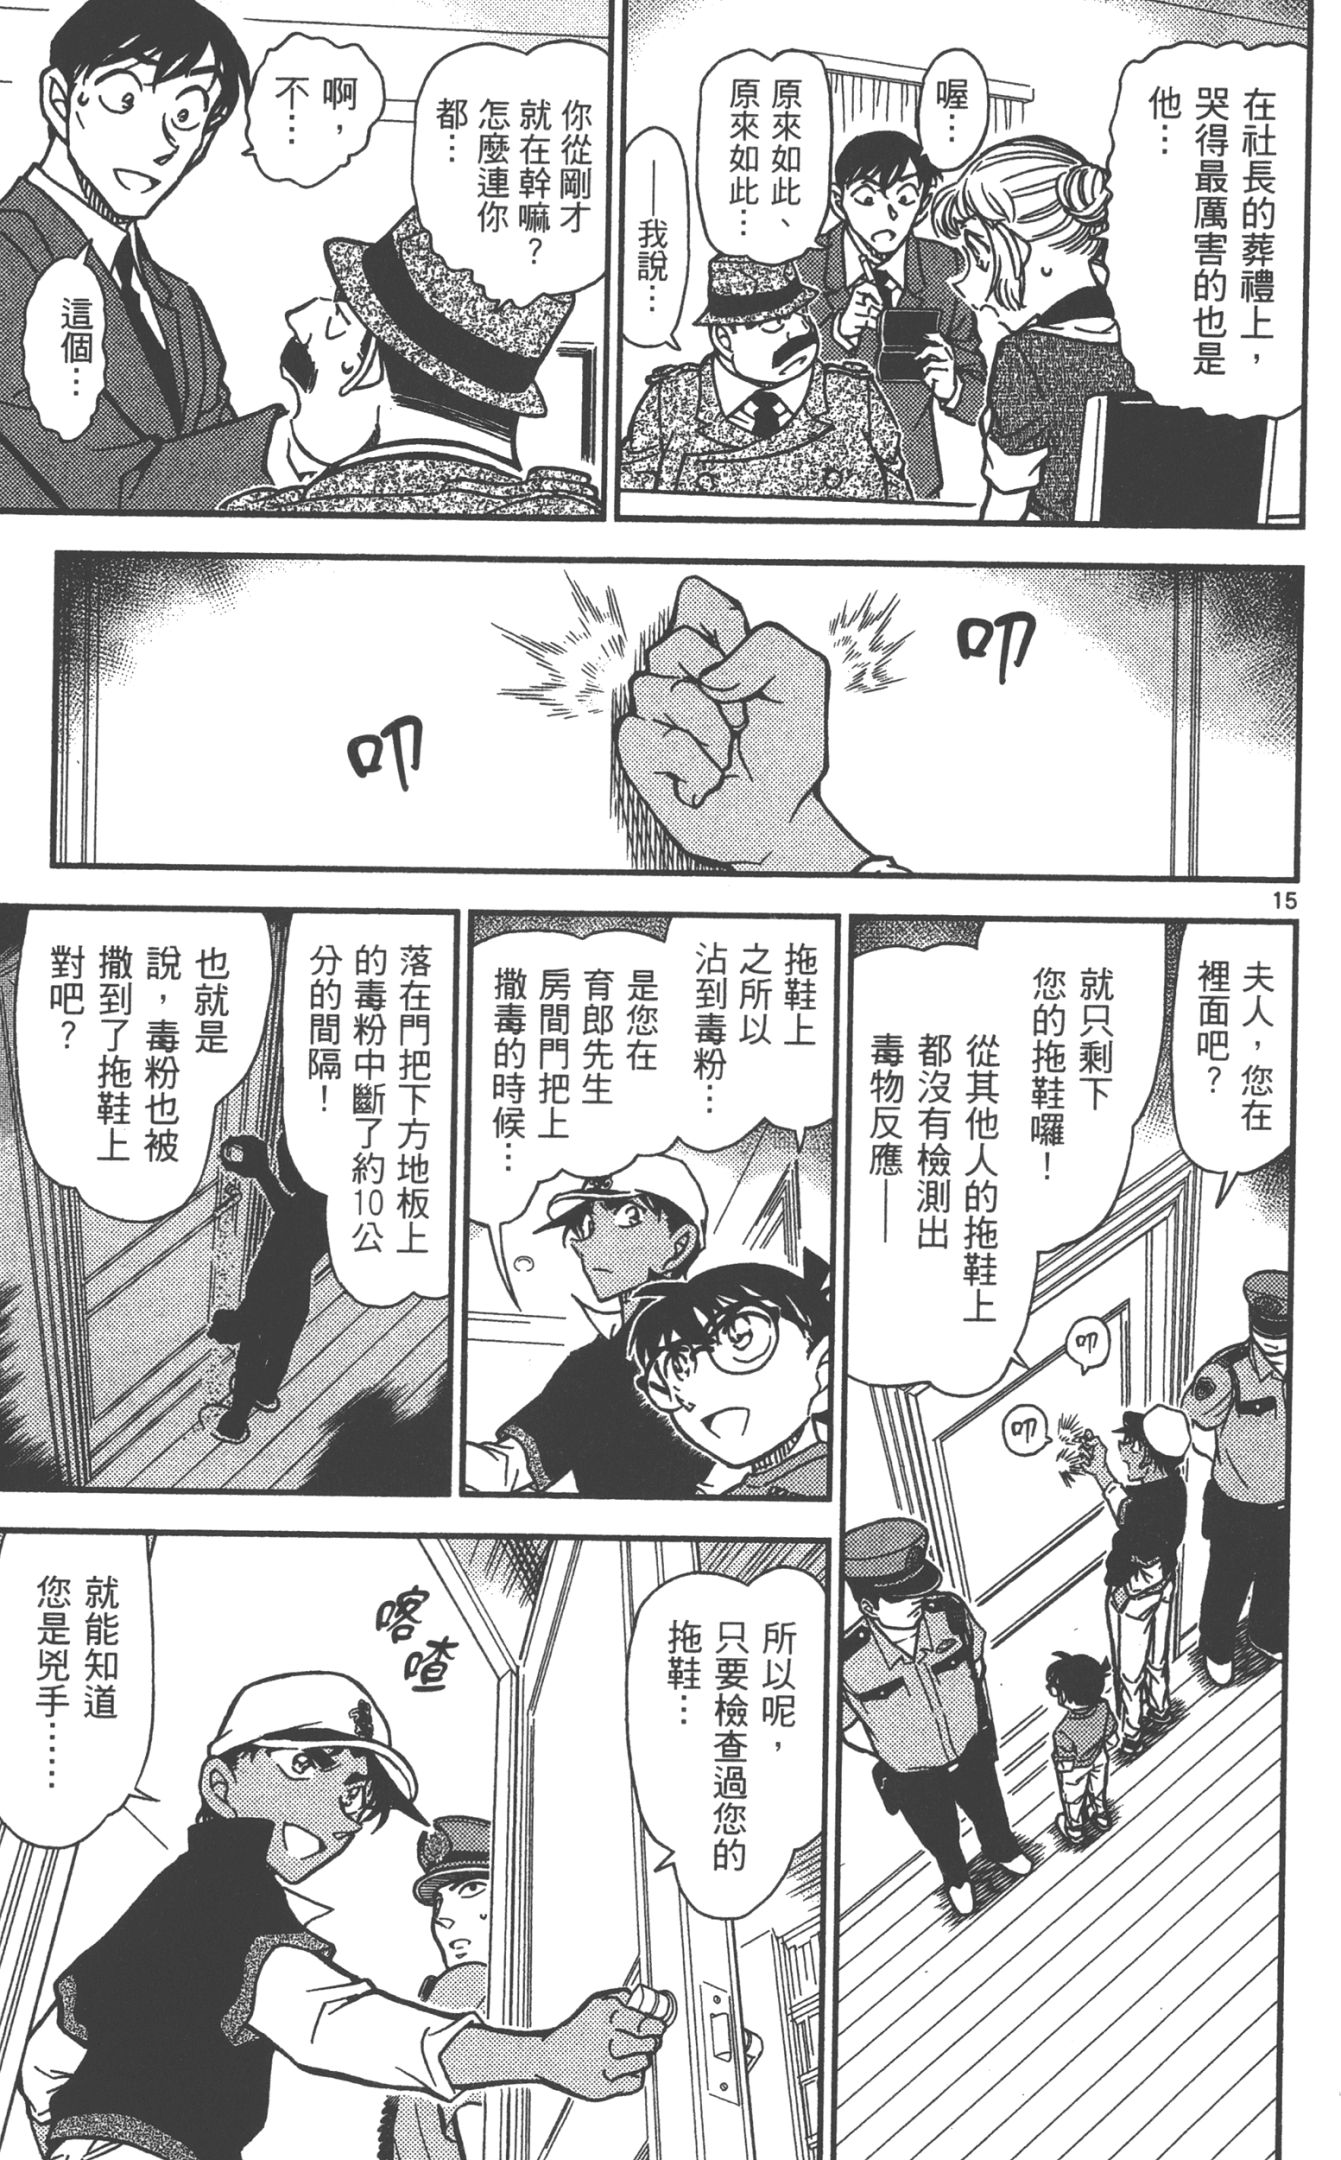 在社長的葬禮上，
哭得最厲害的也是
他…
喔…
原來如此、
原來如此…
──我說…
你從剛才
就在幹嘛？
怎麼連你
都…
啊，
不…
這個…
叩
叩
15
夫人，您在
裡面吧？
就只剩下
您的拖鞋囉！
從其他人的拖鞋上
都沒有檢測出
毒物反應──
叩
叩
拖鞋上
之所以
沾到毒粉…
是您在
育郎先生
房間門把上
撒毒的時候…
落在門把下方地板上
的毒粉中斷了約10公
分的間隔！
也就是
說，毒粉也被
撒到了拖鞋上
對吧？
所以呢，
只要檢查過您的
拖鞋…
喀
喳
就能知道
您是兇手……